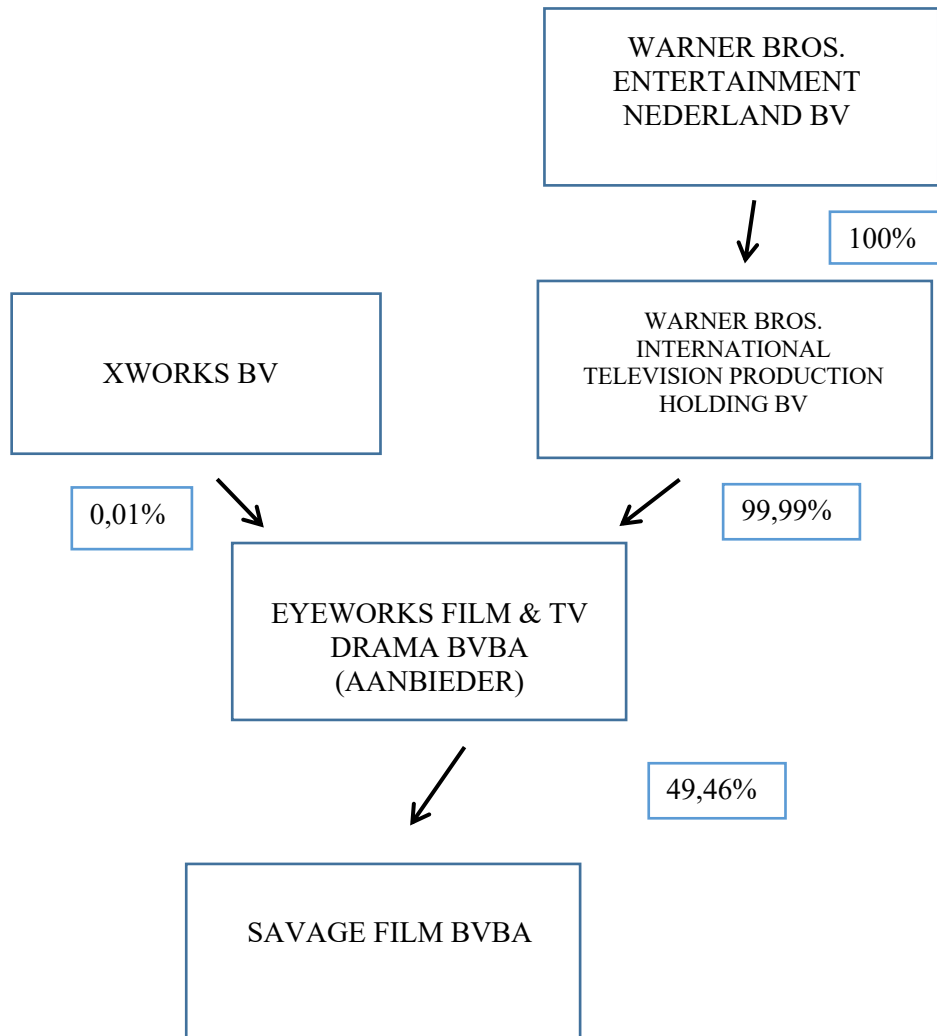 WARNER BROS.
ENTERTAINMENT
NEDERLAND BV
100%
XWORKS BV
WARNER BROS.
INTERNATIONAL
TELEVISION PRODUCTION
HOLDING BV
0,01%
99,99%
EYEWORKS FILM & TV
DRAMA BVBA
(AANBIEDER)
49,46%
SAVAGE FILM BVBA